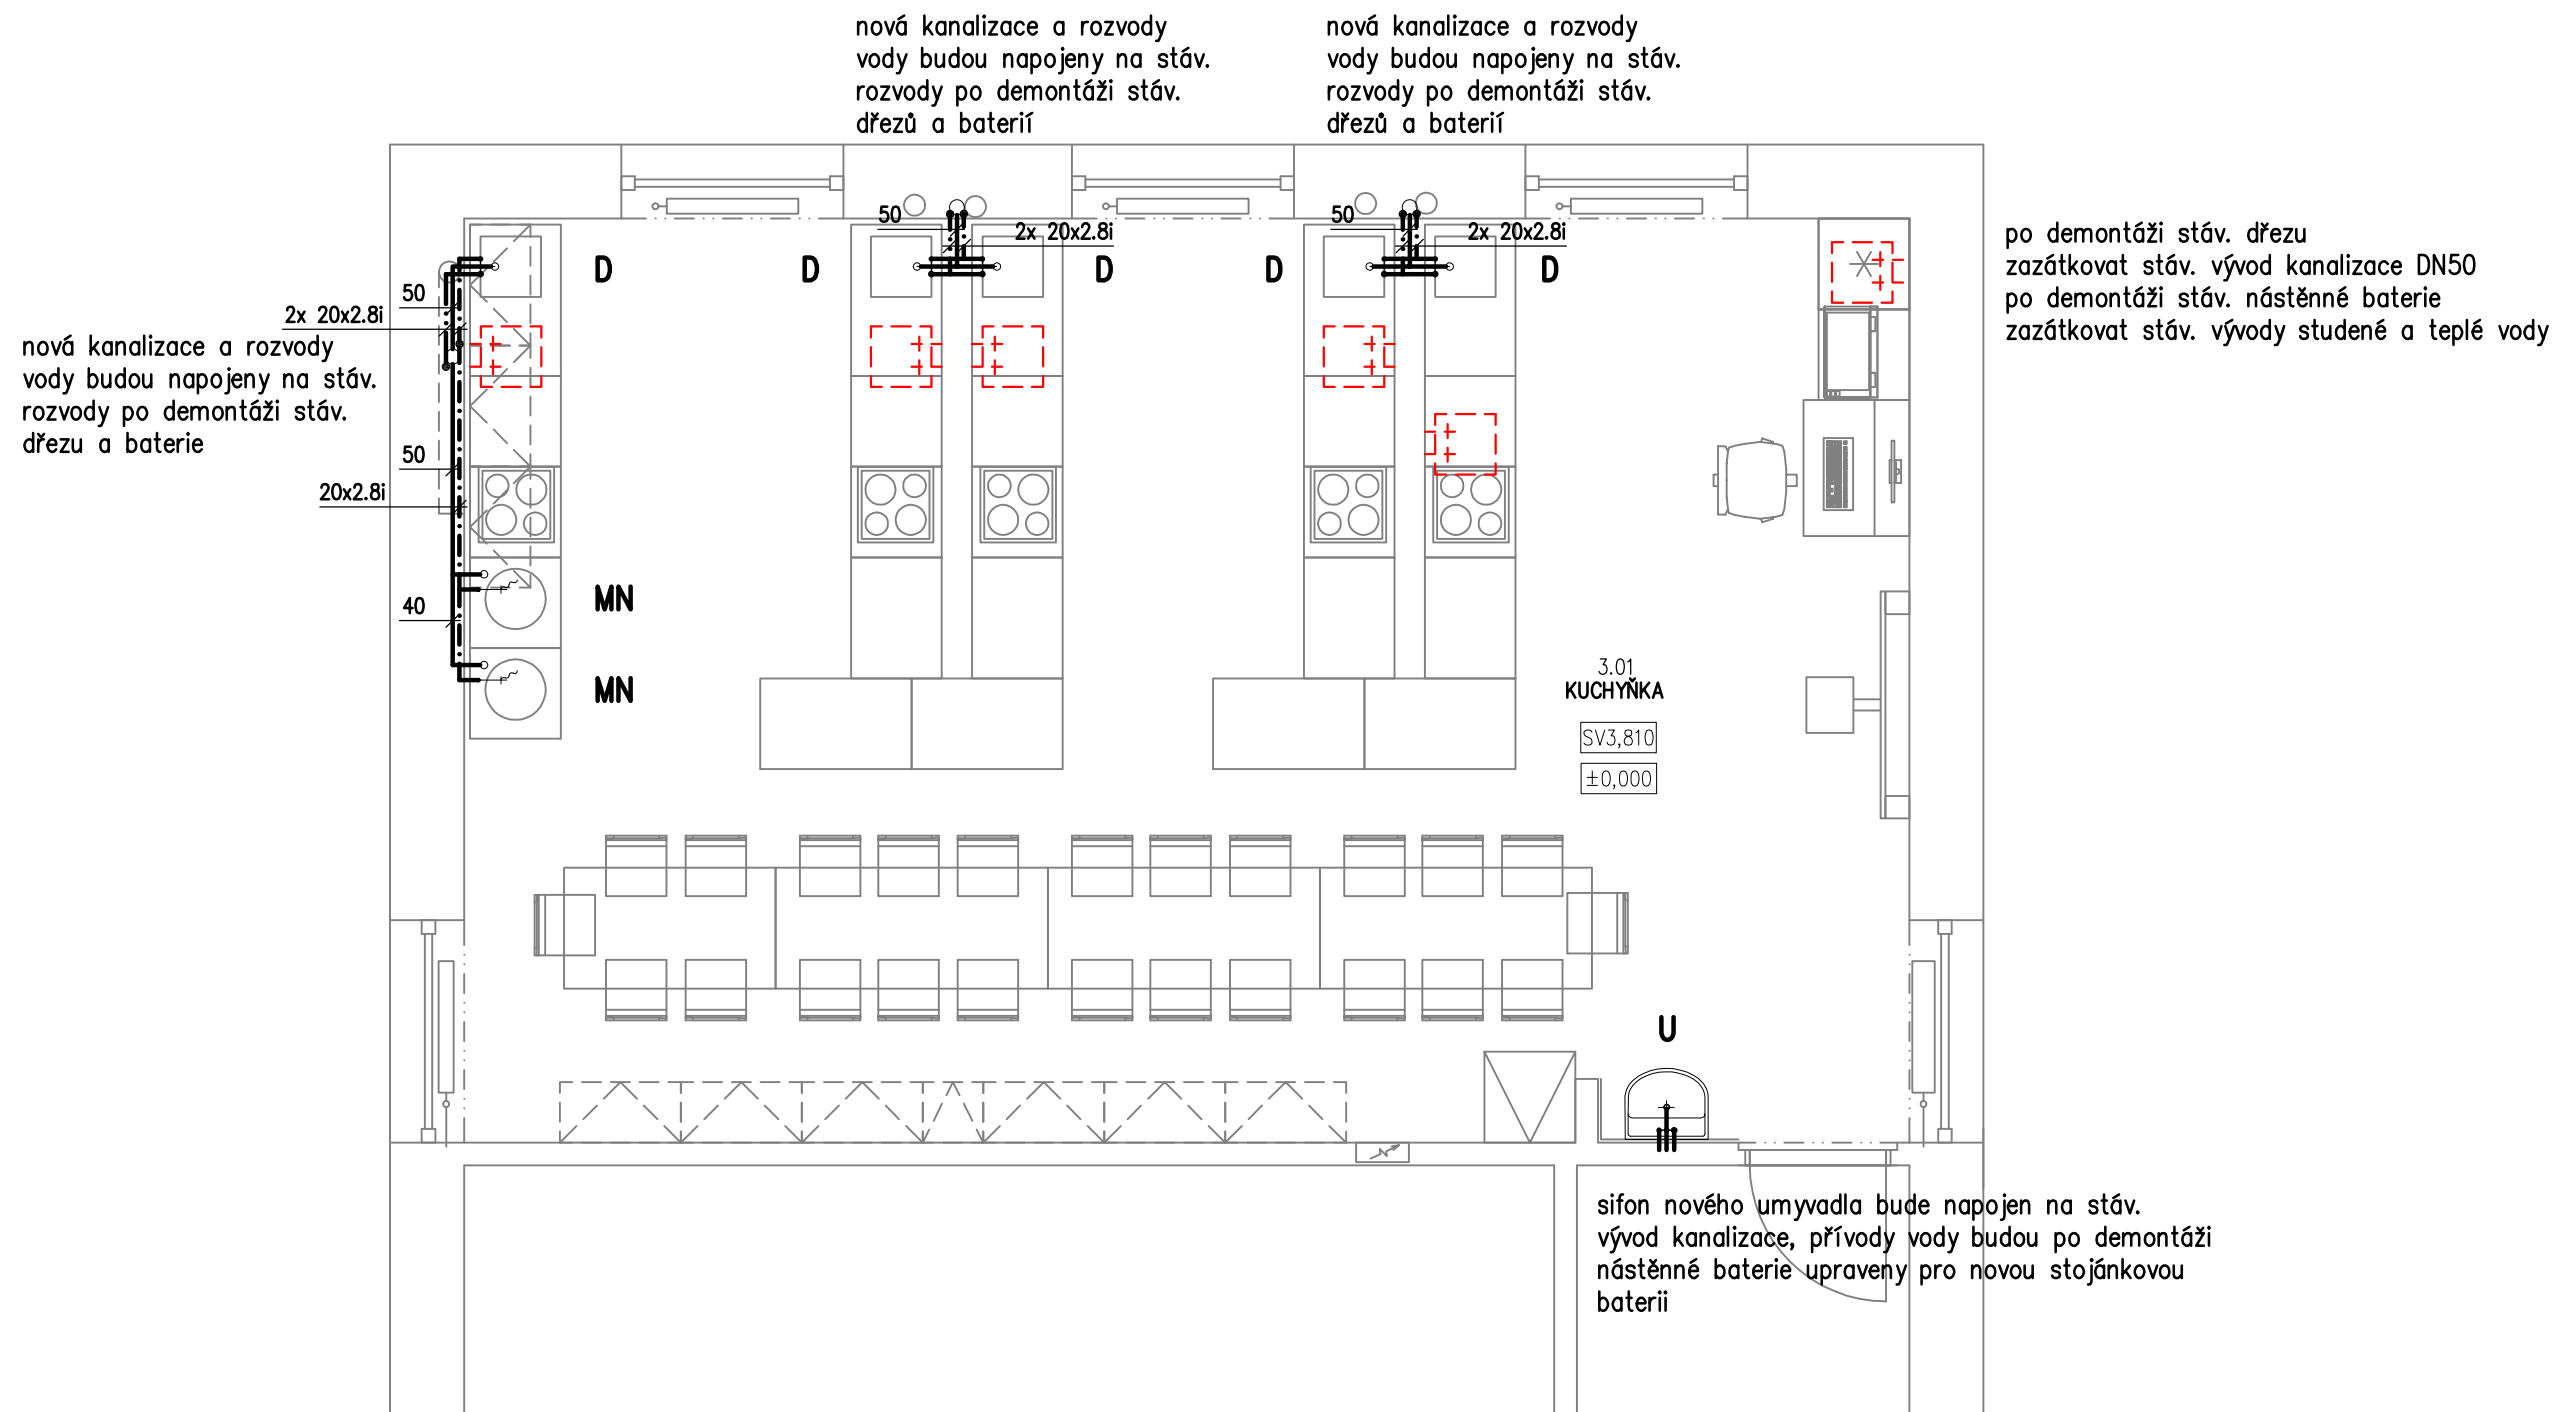 nová kanalizace a rozvody
vody budou napojeny na stáv.
rozvody po demontáži stáv.
dřezů a baterií
nová kanalizace a rozvody
vody budou napojeny na stáv.
rozvody po demontáži stáv.
dřezů a baterií
50
2x 20x2.8i
50
2x 20x2.8i
po demontáži stáv. dřezu
zazátkovat stáv. vývod kanalizace DN50
po demontáži stáv. nástěnné baterie
zazátkovat stáv. vývody studené a teplé vody
D
D
D
D
D
50
2x 20x2.8i
nová kanalizace a rozvody
vody budou napojeny na stáv.
rozvody po demontáži stáv.
dřezu a baterie
50
20x2.8i
MN
40
MN
3.01
KUCHYŇKA
SV3,810
±0,000
U
sifon nového umyvadla bude napojen na stáv.
vývod kanalizace, přívody vody budou po demontáži
nástěnné baterie upraveny pro novou stojánkovou
baterii